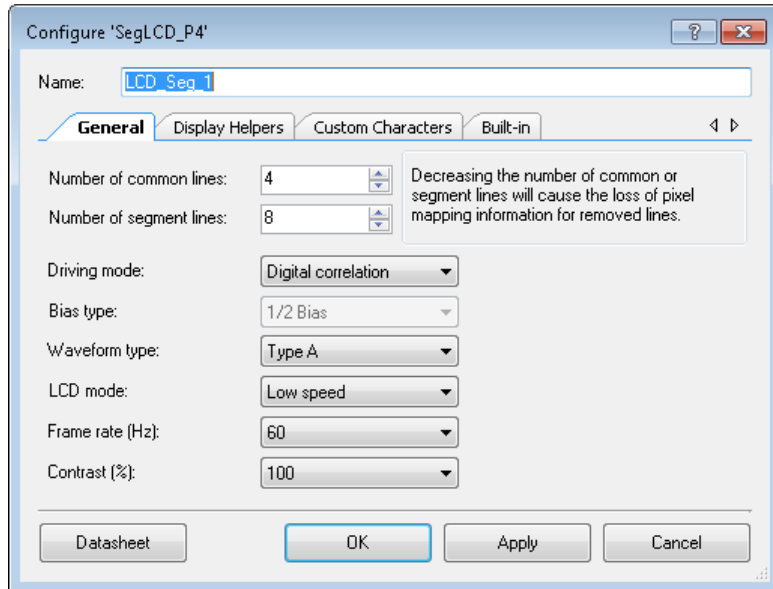 Configure 'SegLCD_P4'
Name: LCD_Seg_1
General Display Helpers Custom Characters Built-in
Number of common lines: 4
Number of segment lines: 8
Decreasing the number of common or
segment lines will cause the loss of pixel
mapping information for removed lines.
Driving mode: Digital correlation
Bias type: 1/2 Bias
Waveform type: Type A
LCD mode: Low speed
Frame rate (Hz): 60
Contrast (%): 100
Datasheet OK Apply Cancel